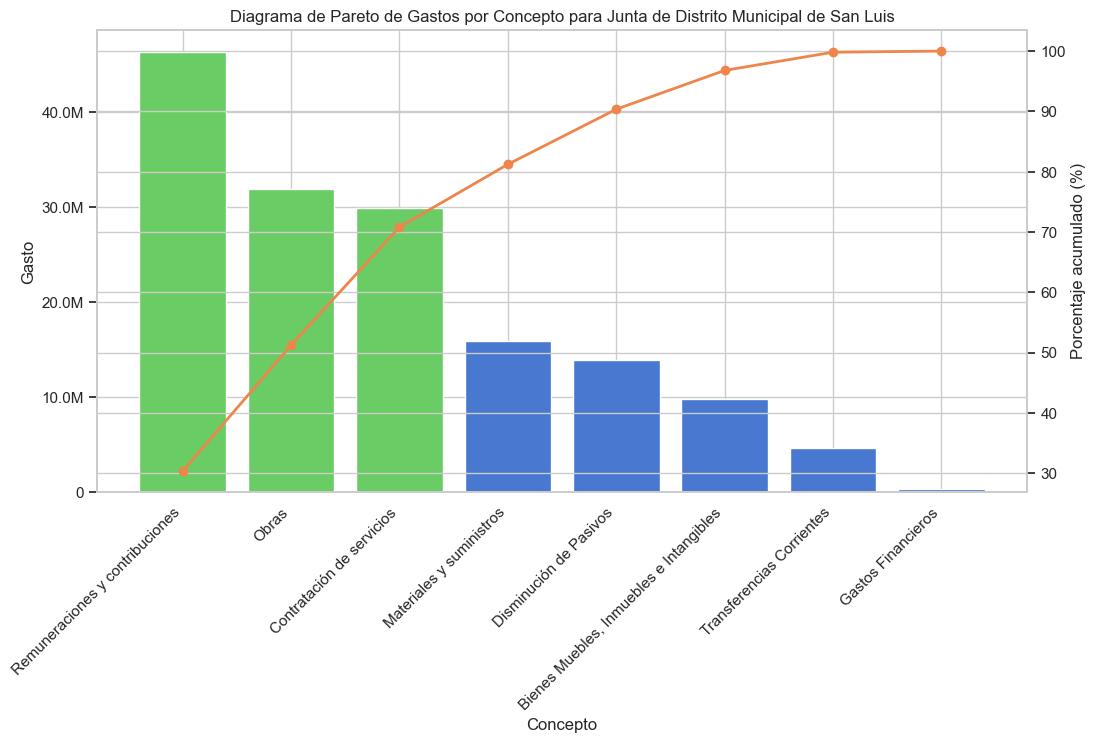 Diagrama de Pareto de Gastos por Concepto para Junta de Distrito Municipal de San Luis
Gasto
40.0M
30.0M
20.0M
10.0M
0
100
90
80
70
60
50
40
30
Porcentaje acumulado (%)
Remuneraciones y contribuciones
Obras
Contratación de servicios
Materiales y suministros
Disminución de Pasivos
Bienes Muebles, Inmuebles e Intangibles
Transferencias Corrientes
Gastos Financieros
Concepto